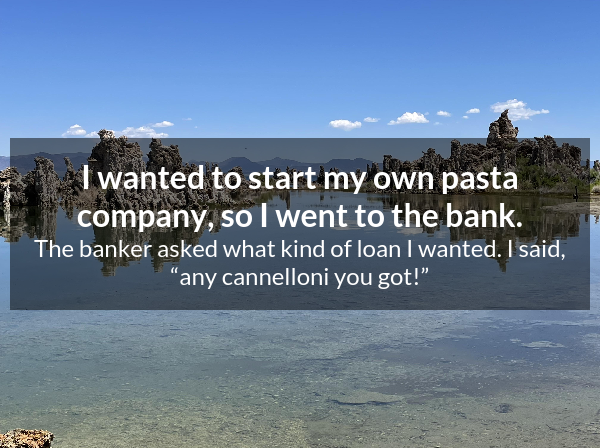 I wanted to start my own pasta
company, so I went to the bank.
The banker asked what kind of loan I wanted. I said,
“any cannelloni you got!”